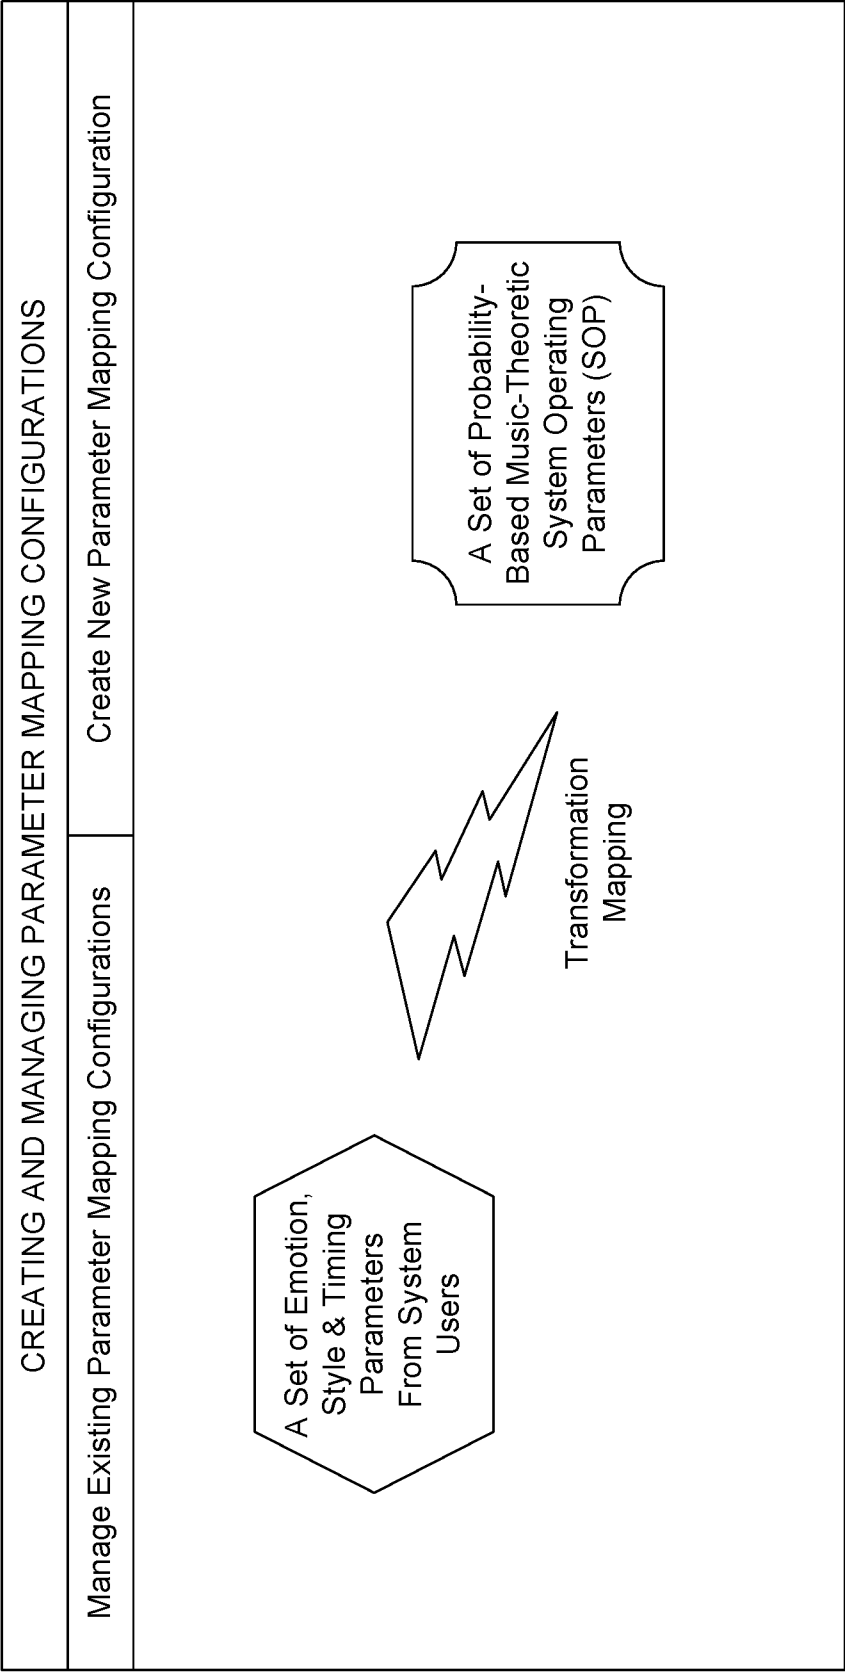 CREATING AND MANAGING PARAMETER MAPPING CONFIGURATIONS
Manage Existing Parameter Mapping Configurations
Create New Parameter Mapping Configuration
A Set of Emotion,
Style & Timing
Parameters
From System
Users
Transformation
Mapping
A Set of Probability-
Based Music-Theoretic
System Operating
Parameters (SOP)